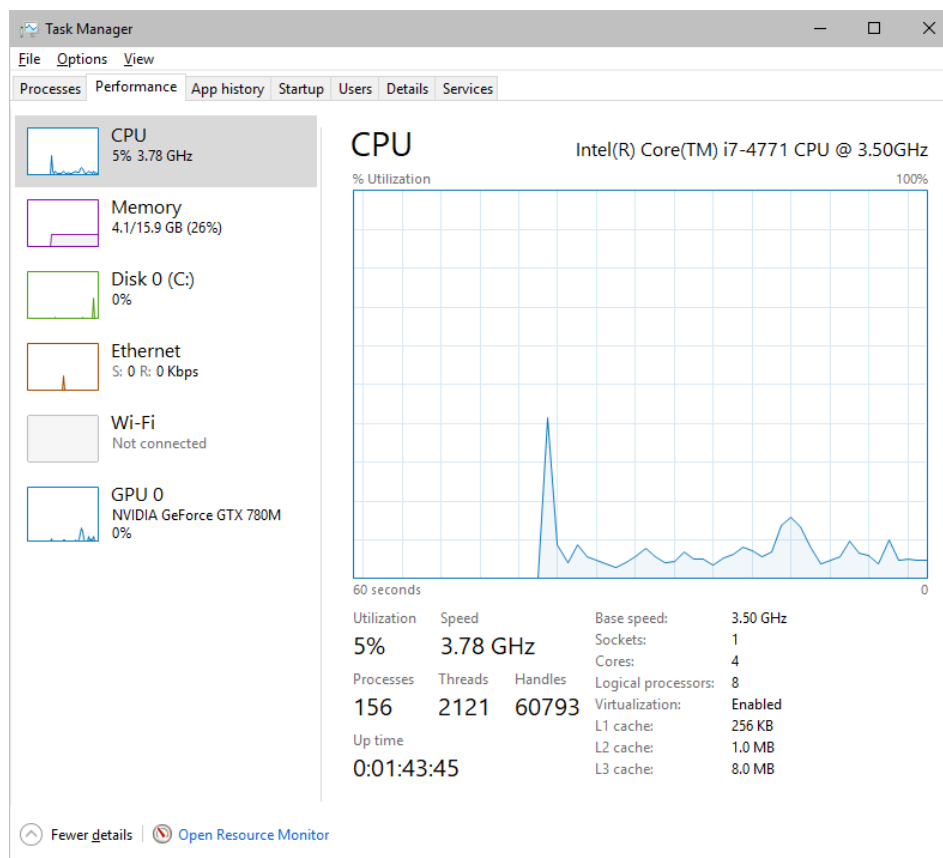 Task Manager
File Options View
Processes Performance App history Startup Users Details Services
CPU
5% 3.78 GHz
Memory
4.1/15.9 GB (26%)
Disk 0 (C:)
0%
Ethernet
S: 0 R: 0 Kbps
Wi-Fi
Not connected
GPU 0
NVIDIA GeForce GTX 780M
0%
CPU Intel(R) Core(TM) i7-4771 CPU @ 3.50GHz
% Utilization 100%
60 seconds 0
Utilization Speed
5% 3.78 GHz
Processes Threads Handles
156 2121 60793
Up time
0:01:43:45
Base speed: 3.50 GHz
Sockets: 1
Cores: 4
Logical processors: 8
Virtualization: Enabled
L1 cache: 256 KB
L2 cache: 1.0 MB
L3 cache: 8.0 MB
Fewer details Open Resource Monitor